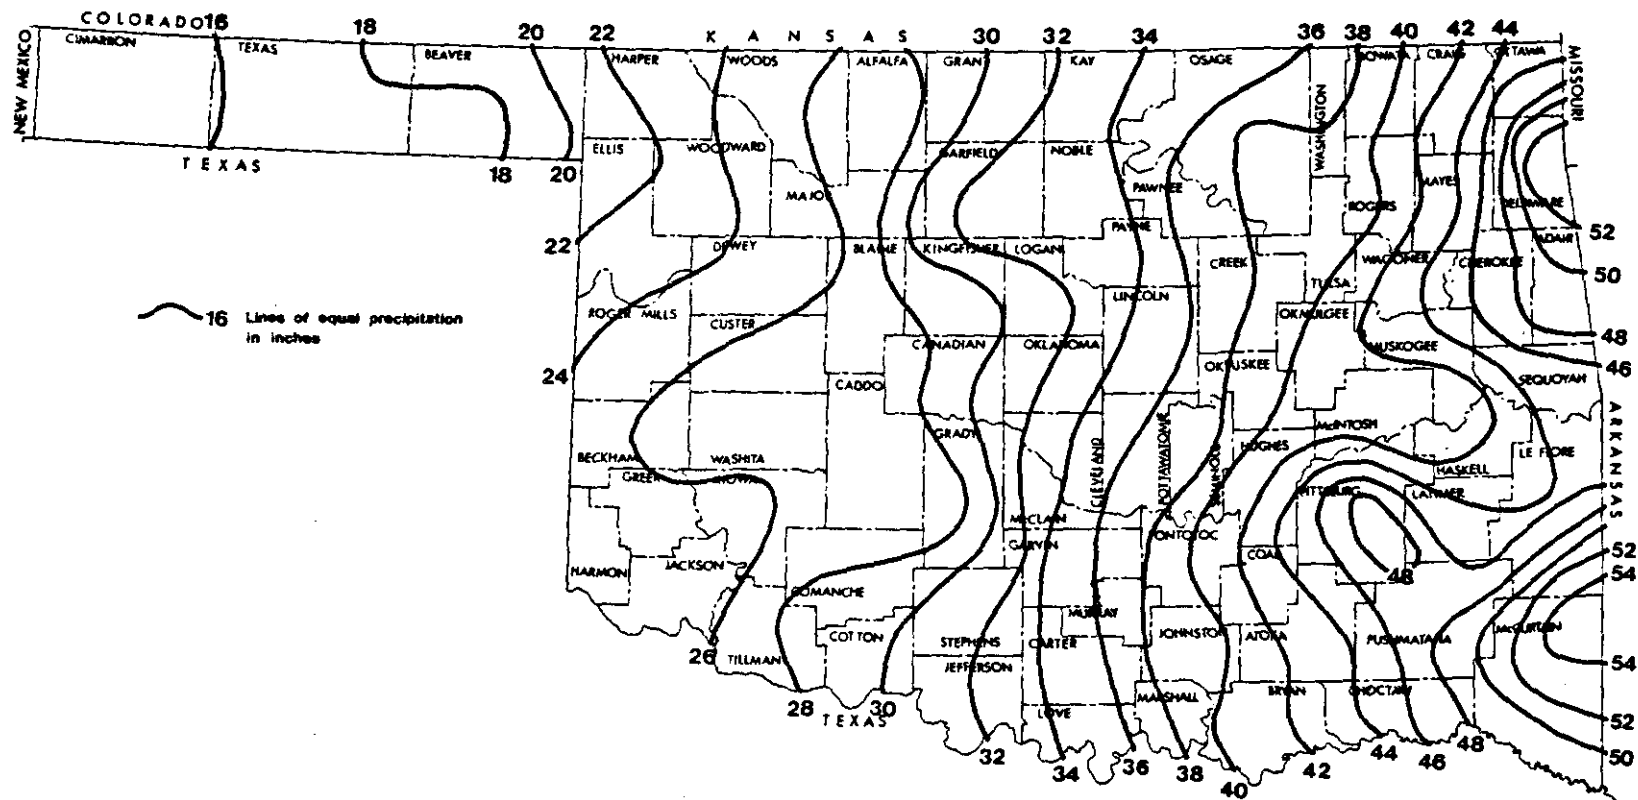 COLORADO 16 18 20 22 K A N S A S 30 32 34 36 38 40 42 44
NEW MEXICO
CIMARRON TEXAS BEAVER HARPER WOODS ALFALFA GRANT KAY OSAGE WASHINGTON NOWATA CRAIG OTTAWA
MISSOURI
TEXAS
18 20
ELLIS WOODWARD MAJOR GARFIELD NOBLE PAWNEE ROGERS MAYES DELAWARE
22
DEWEY BLAINE KINGFISHER LOGAN PAYNE CREEK TULSA WAGONER CHEROKEE ADAIR
52
50
16 Lines of equal precipitation
in inches
ROGER MILLS CUSTER CANADIAN OKLAHOMA LINCOLN OKFUSKEE OKMULGEE MUSKOGEE SEQUOYAH
48
46
24
BECKHAM WASHITA CADDO GRADY CLEVELAND POTTAWATOMIE SEMINOLE HUGHES McINTOSH HASKELL LE FLORE
ARKANSAS
GREER KIOWA McCLAIN PITTSBURG LATIMER
HARMON JACKSON COMANCHE GARVIN PONTOTOC COAL 48
52
54
TILLMAN COTTON STEPHENS CARTER MURRAY JOHNSTON ATOKA PUSHMATAHA McCURTAIN
26
JEFFERSON LOVE MARSHALL BRYAN CHOCTAW
54
28 TEXAS 30 32 34 36 38 40 42 44 46 48
52
50